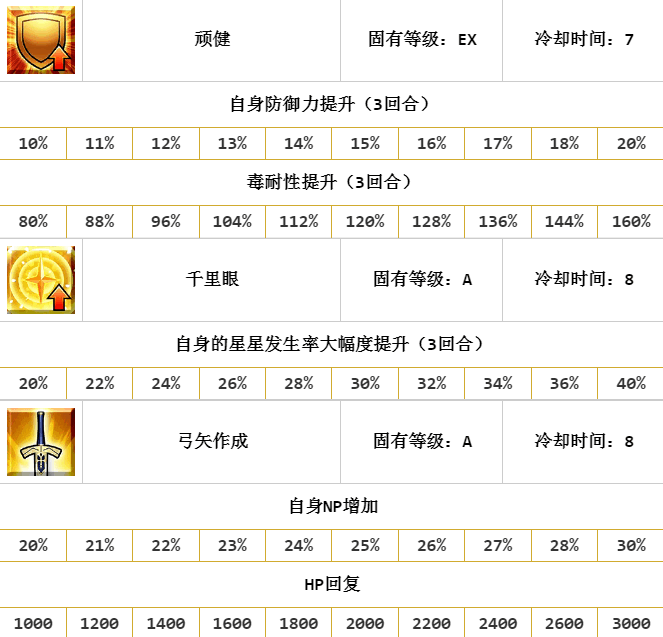 顽健 固有等级：EX 冷却时间：7
自身防御力提升（3回合）
10% 11% 12% 13% 14% 15% 16% 17% 18% 20%
毒耐性提升（3回合）
80% 88% 96% 104% 112% 120% 128% 136% 144% 160%
千里眼 固有等级：A 冷却时间：8
自身的星星发生率大幅度提升（3回合）
20% 22% 24% 26% 28% 30% 32% 34% 36% 40%
弓矢作成 固有等级：A 冷却时间：8
自身NP增加
20% 21% 22% 23% 24% 25% 26% 27% 28% 30%
HP回复
1000 1200 1400 1600 1800 2000 2200 2400 2600 3000